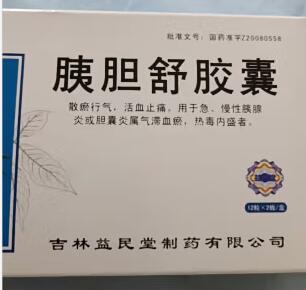 批准文号：国药准字Z20080558
胰胆舒胶囊
散瘀行气，活血止痛。用于急、慢性胰腺
炎或胆囊炎属气滞血瘀，热毒内盛者。
12粒×2板/盒
吉林益民堂制药有限公司